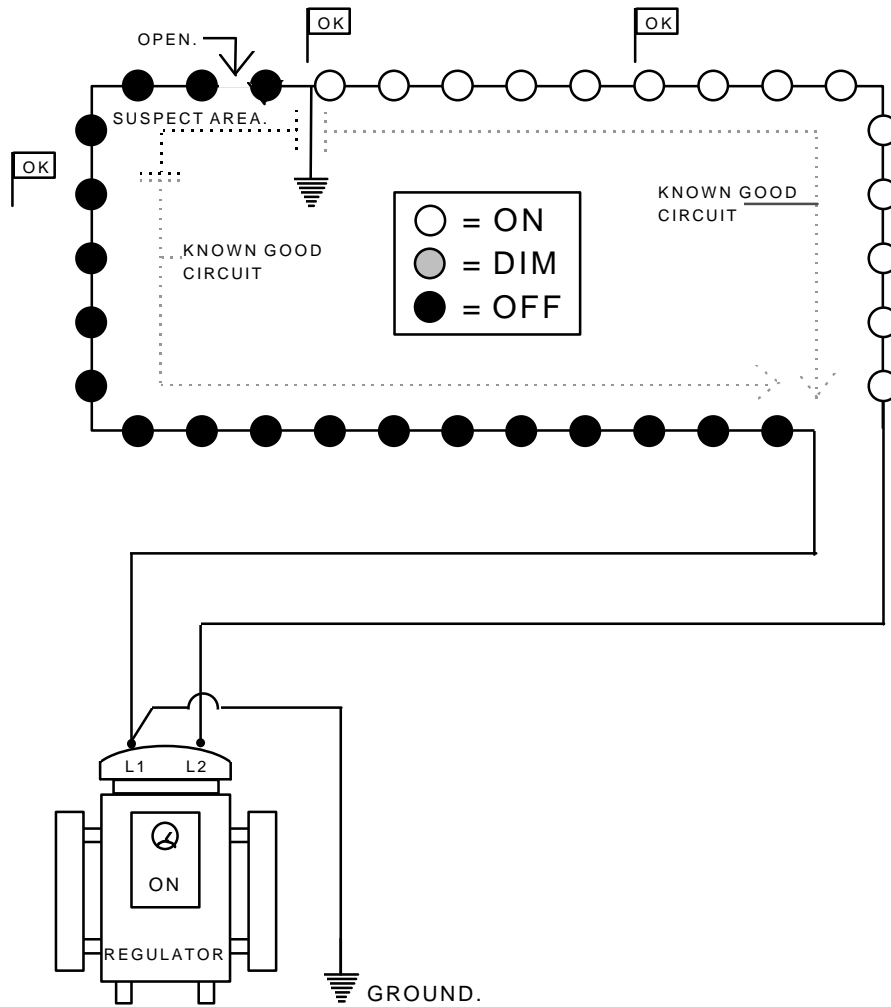 OK
OK
OPEN.
SUSPECT AREA.
OK
KNOWN GOOD
CIRCUIT
= ON
= DIM
= OFF
KNOWN GOOD
CIRCUIT
L1 L2
ON
REGULATOR
GROUND.